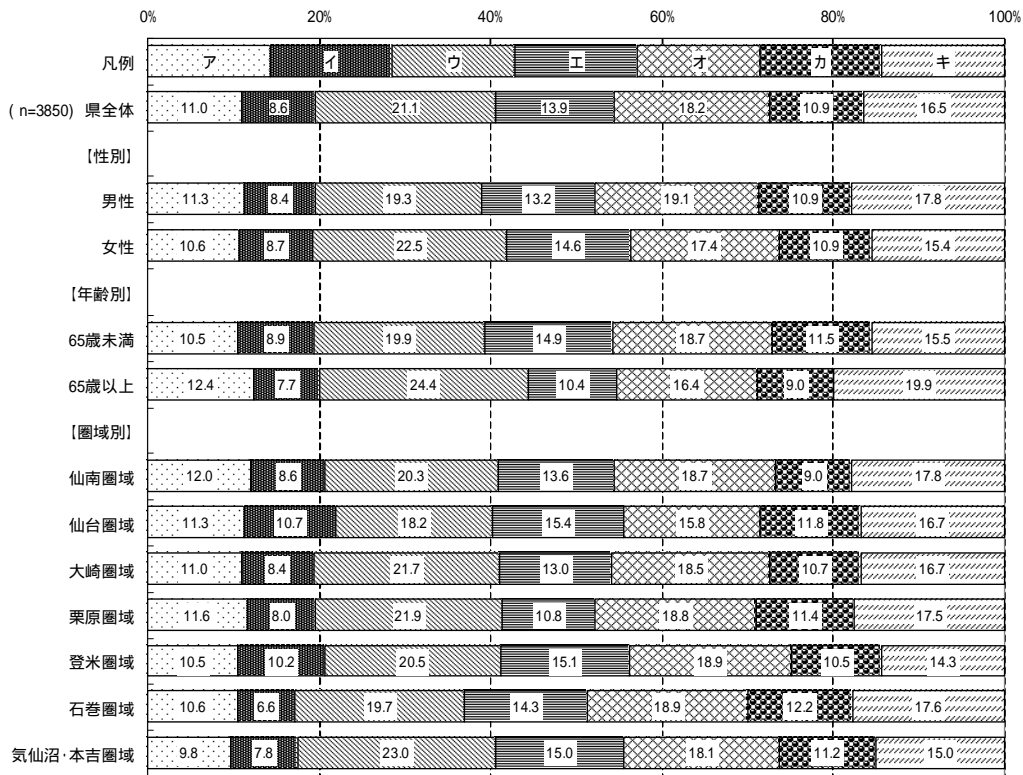 0% 20% 40% 60% 80% 100%
凡例 ア イ ウ エ オ カ キ
( n=3850) 県全体 11.0 8.6 21.1 13.9 18.2 10.9 16.5
【性別】
男性 11.3 8.4 19.3 13.2 19.1 10.9 17.8
女性 10.6 8.7 22.5 14.6 17.4 10.9 15.4
【年齢別】
65歳未満 10.5 8.9 19.9 14.9 18.7 11.5 15.5
65歳以上 12.4 7.7 24.4 10.4 16.4 9.0 19.9
【圏域別】
仙南圏域 12.0 8.6 20.3 13.6 18.7 9.0 17.8
仙台圏域 11.3 10.7 18.2 15.4 15.8 11.8 16.7
大崎圏域 11.0 8.4 21.7 13.0 18.5 10.7 16.7
栗原圏域 11.6 8.0 21.9 10.8 18.8 11.4 17.5
登米圏域 10.5 10.2 20.5 15.1 18.9 10.5 14.3
石巻圏域 10.6 6.6 19.7 14.3 18.9 12.2 17.6
気仙沼・本吉圏域 9.8 7.8 23.0 15.0 18.1 11.2 15.0